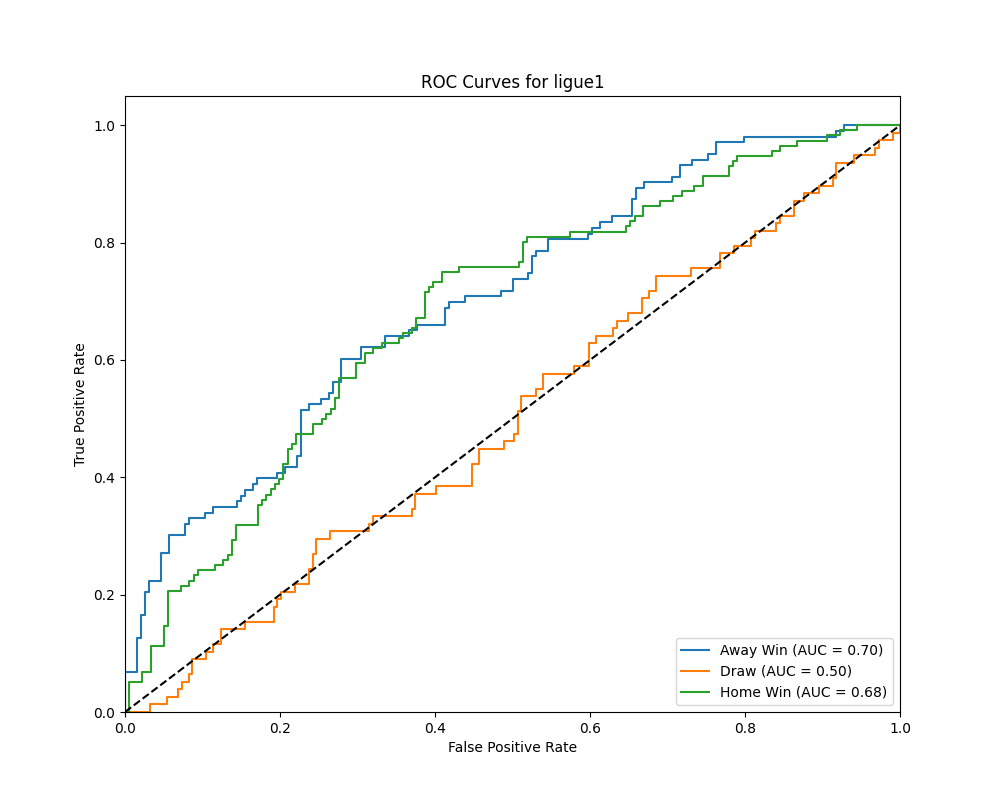 ROC Curves for ligue1
True Positive Rate
1.0
0.8
0.6
0.4
0.2
0.0
0.0 0.2 0.4 0.6 0.8 1.0
False Positive Rate
Away Win (AUC = 0.70)
Draw (AUC = 0.50)
Home Win (AUC = 0.68)